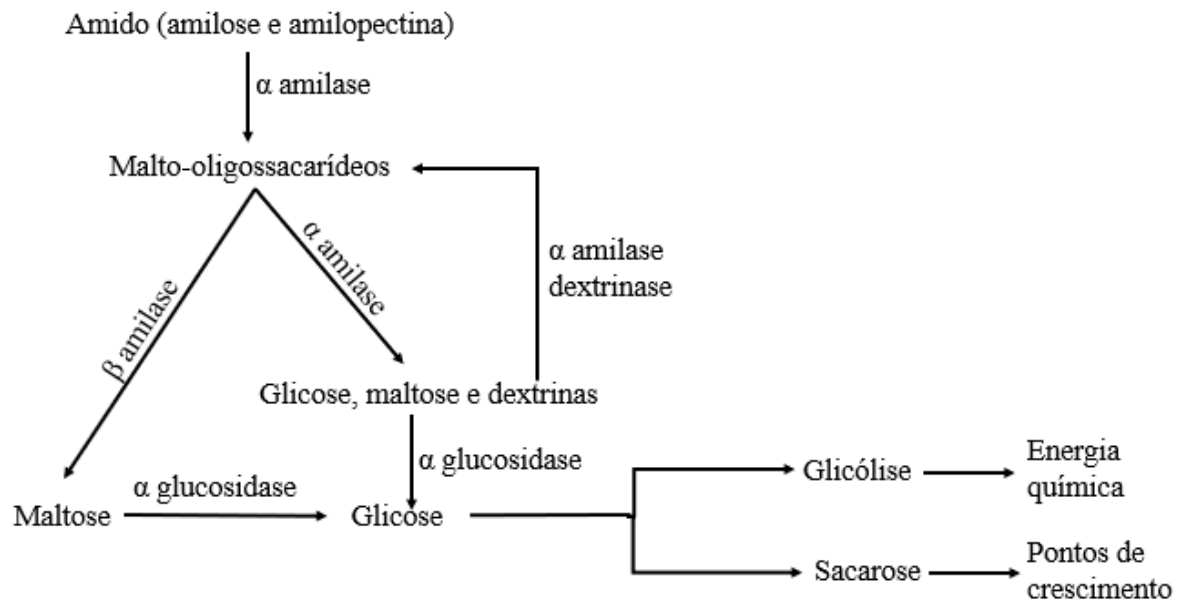 Amido (amilose e amilopectina)
α amilase
Malto-oligossacarídeos
α amilase
β amilase
α amilase
dextrinase
Glicose, maltose e dextrinas
α glucosidase
α glucosidase
Maltose
Glicose
Glicólise
Energia
química
Sacarose
Pontos de
crescimento